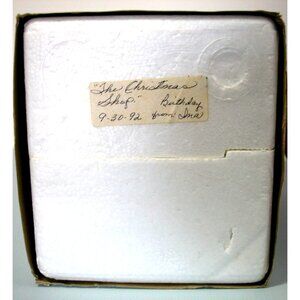 "The Christmas
Shop" Birthday
9-30-92 from Ina